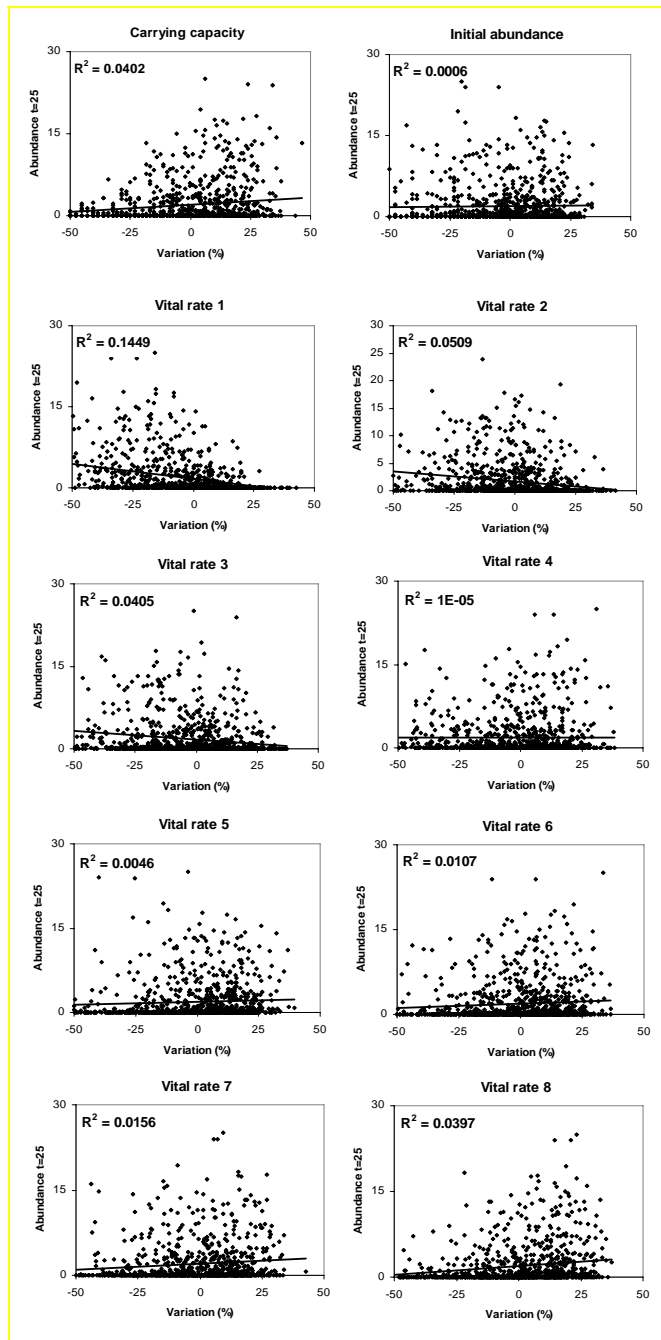 Carrying capacity
R² = 0.0402
30
15
0
-50 -25 0 25 50
Abundance t=25
Variation (%)
Initial abundance
R² = 0.0006
30
15
0
-50 -25 0 25 50
Abundance t=25
Variation (%)
Vital rate 1
R² = 0.1449
30
15
0
-50 -25 0 25 50
Abundance t=25
Variation (%)
Vital rate 2
R² = 0.0509
30
25
20
15
10
5
0
-50 -25 0 25 50
Abundance t=25
Variation (%)
Vital rate 3
R² = 0.0405
30
15
0
-50 -25 0 25 50
Abundance t=25
Variation (%)
Vital rate 4
R² = 1E-05
30
15
0
-50 -25 0 25 50
Abundance t=25
Variation (%)
Vital rate 5
R² = 0.0046
30
15
0
-50 -25 0 25 50
Abundance t=25
Variation (%)
Vital rate 6
R² = 0.0107
30
15
0
-50 -25 0 25 50
Abundance t=25
Variation (%)
Vital rate 7
R² = 0.0156
30
15
0
-50 -25 0 25 50
Abundance t=25
Variation (%)
Vital rate 8
R² = 0.0397
30
15
0
-50 -25 0 25 50
Abundance t=25
Variation (%)